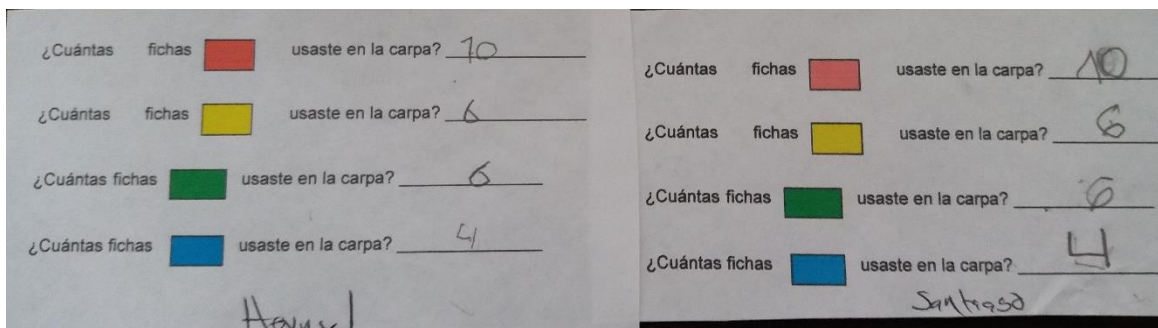 ¿Cuántas fichas usaste en la carpa? 10
¿Cuántas fichas usaste en la carpa? 6
¿Cuántas fichas usaste en la carpa? 6
¿Cuántas fichas usaste en la carpa? 4
¿Cuántas fichas usaste en la carpa? 10
¿Cuántas fichas usaste en la carpa? 6
¿Cuántas fichas usaste en la carpa? 6
¿Cuántas fichas usaste en la carpa? 4
Santiago